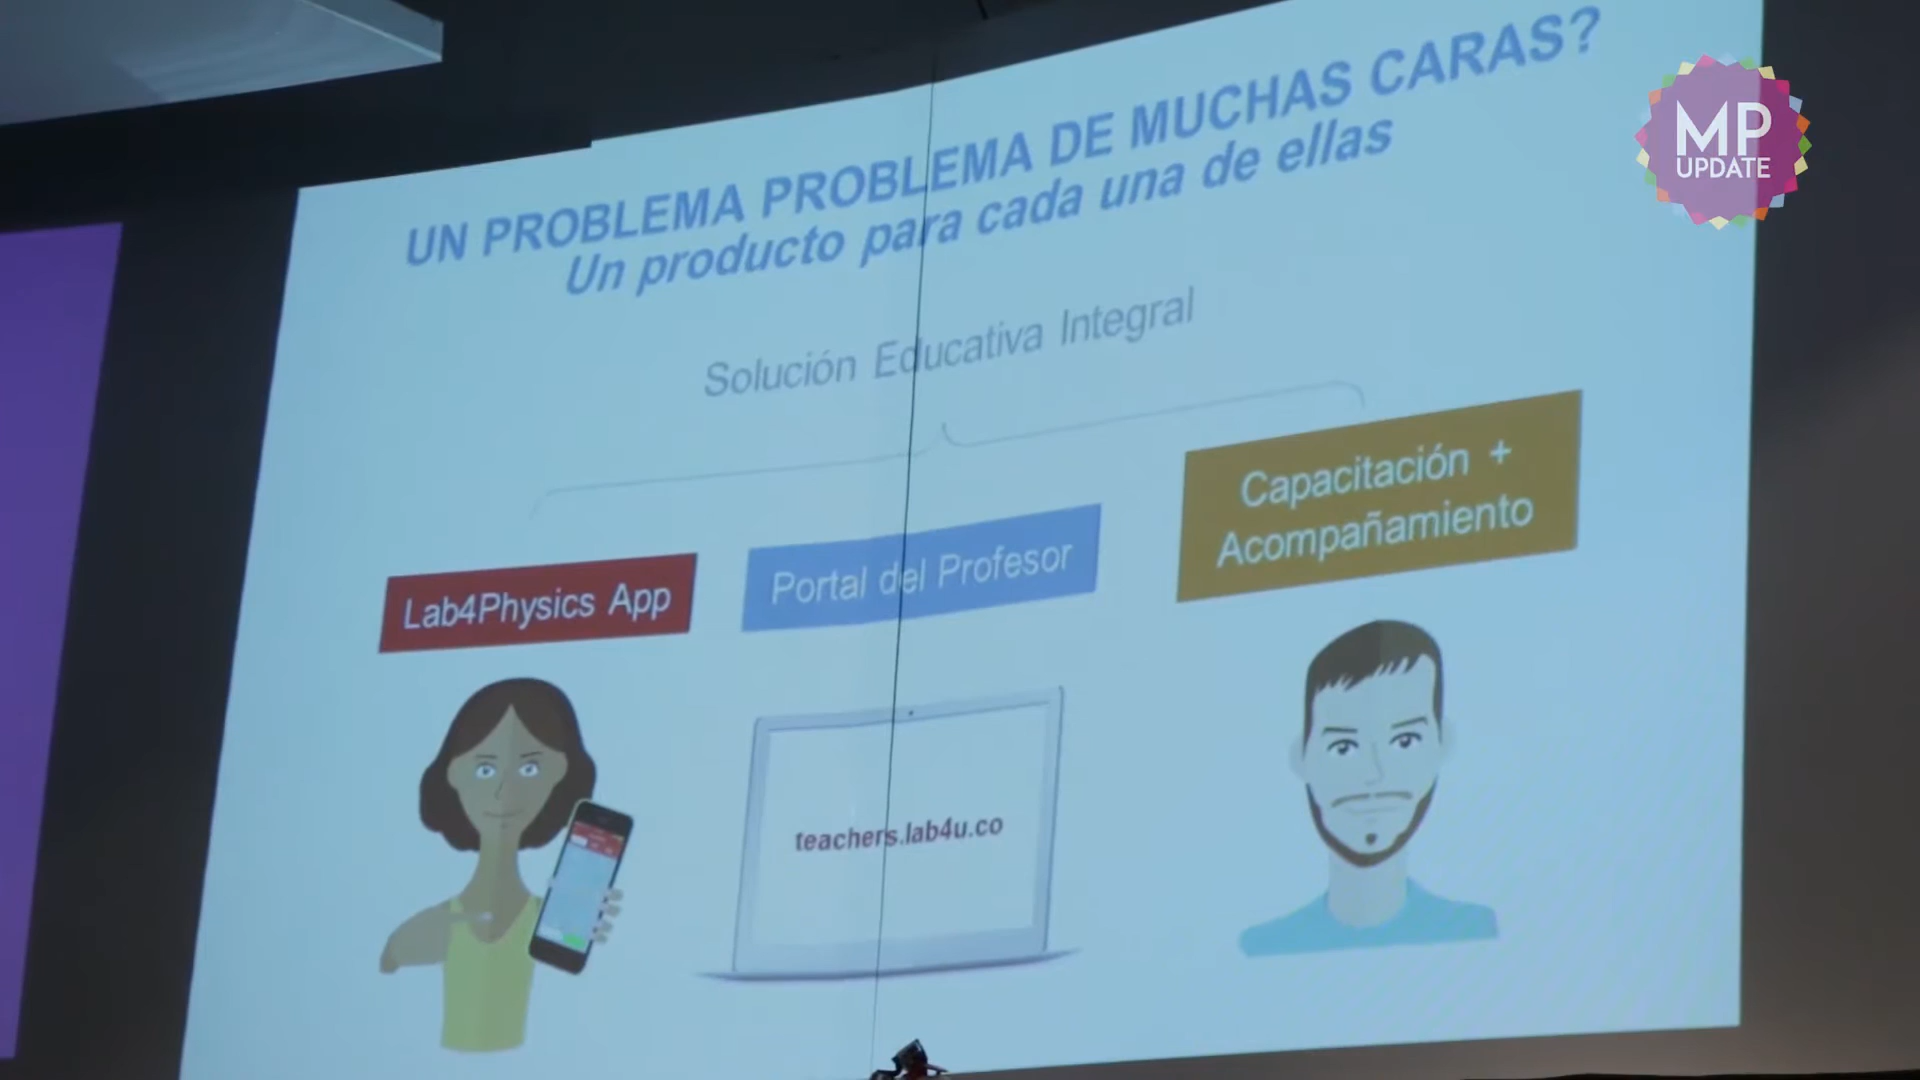 UN PROBLEMA PROBLEMA DE MUCHAS CARAS?
Un producto para cada una de ellas
MP
UPDATE
Solución Educativa Integral
Lab4Physics App
Portal del Profesor
Capacitación +
Acompañamiento
teachers.lab4u.co